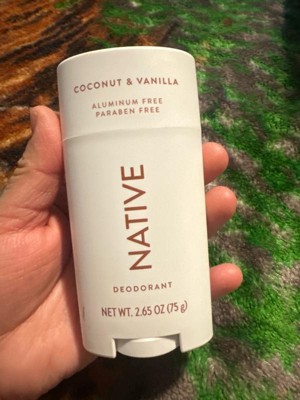 COCONUT & VANILLA
ALUMINUM FREE
PARABEN FREE
NATIVE
DEODORANT
NET WT. 2.65 OZ (75 g)